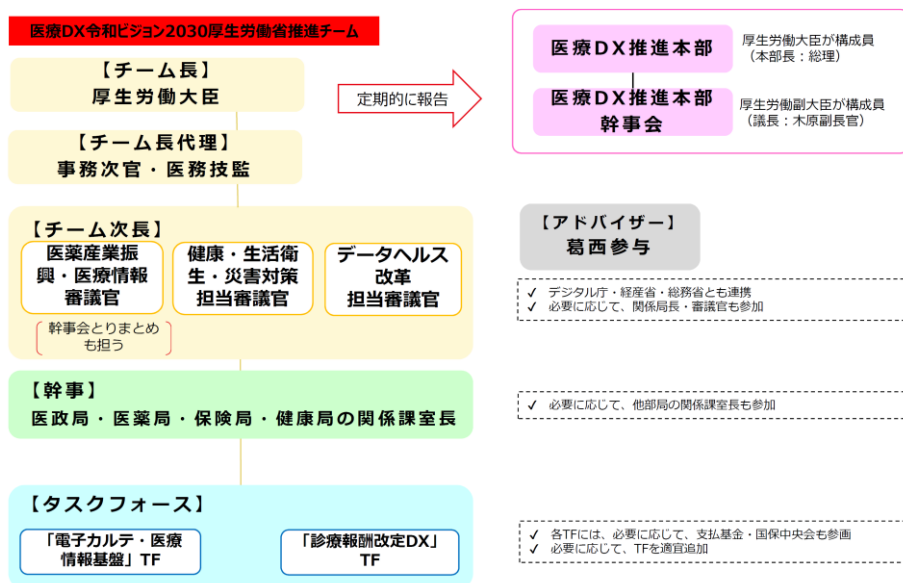 医療DX令和ビジョン2030厚生労働省推進チーム
【チーム長】
厚生労働大臣
定期的に報告
医療DX推進本部
厚生労働大臣が構成員
（本部長：総理）
医療DX推進本部
幹事会
厚生労働副大臣が構成員
（議長：木原副長官）
【チーム長代理】
事務次官・医務技監
【チーム次長】
医薬産業振
興・医療情報
審議官
健康・生活衛
生・災害対策
担当審議官
データヘルス
改革
担当審議官
幹事会とりまとめ
も担う
【アドバイザー】
葛西参与
✓ デジタル庁・経産省・総務省とも連携
✓ 必要に応じて、関係局長・審議官も参加
【幹事】
医政局・医薬局・保険局・健康局の関係課室長
✓ 必要に応じて、他部局の関係課室長も参加
【タスクフォース】
「電子カルテ・医療
情報基盤」TF
「診療報酬改定DX」
TF
✓ 各TFには、必要に応じて、支払基金・国保中央会も参画
✓ 必要に応じて、TFを適宜追加